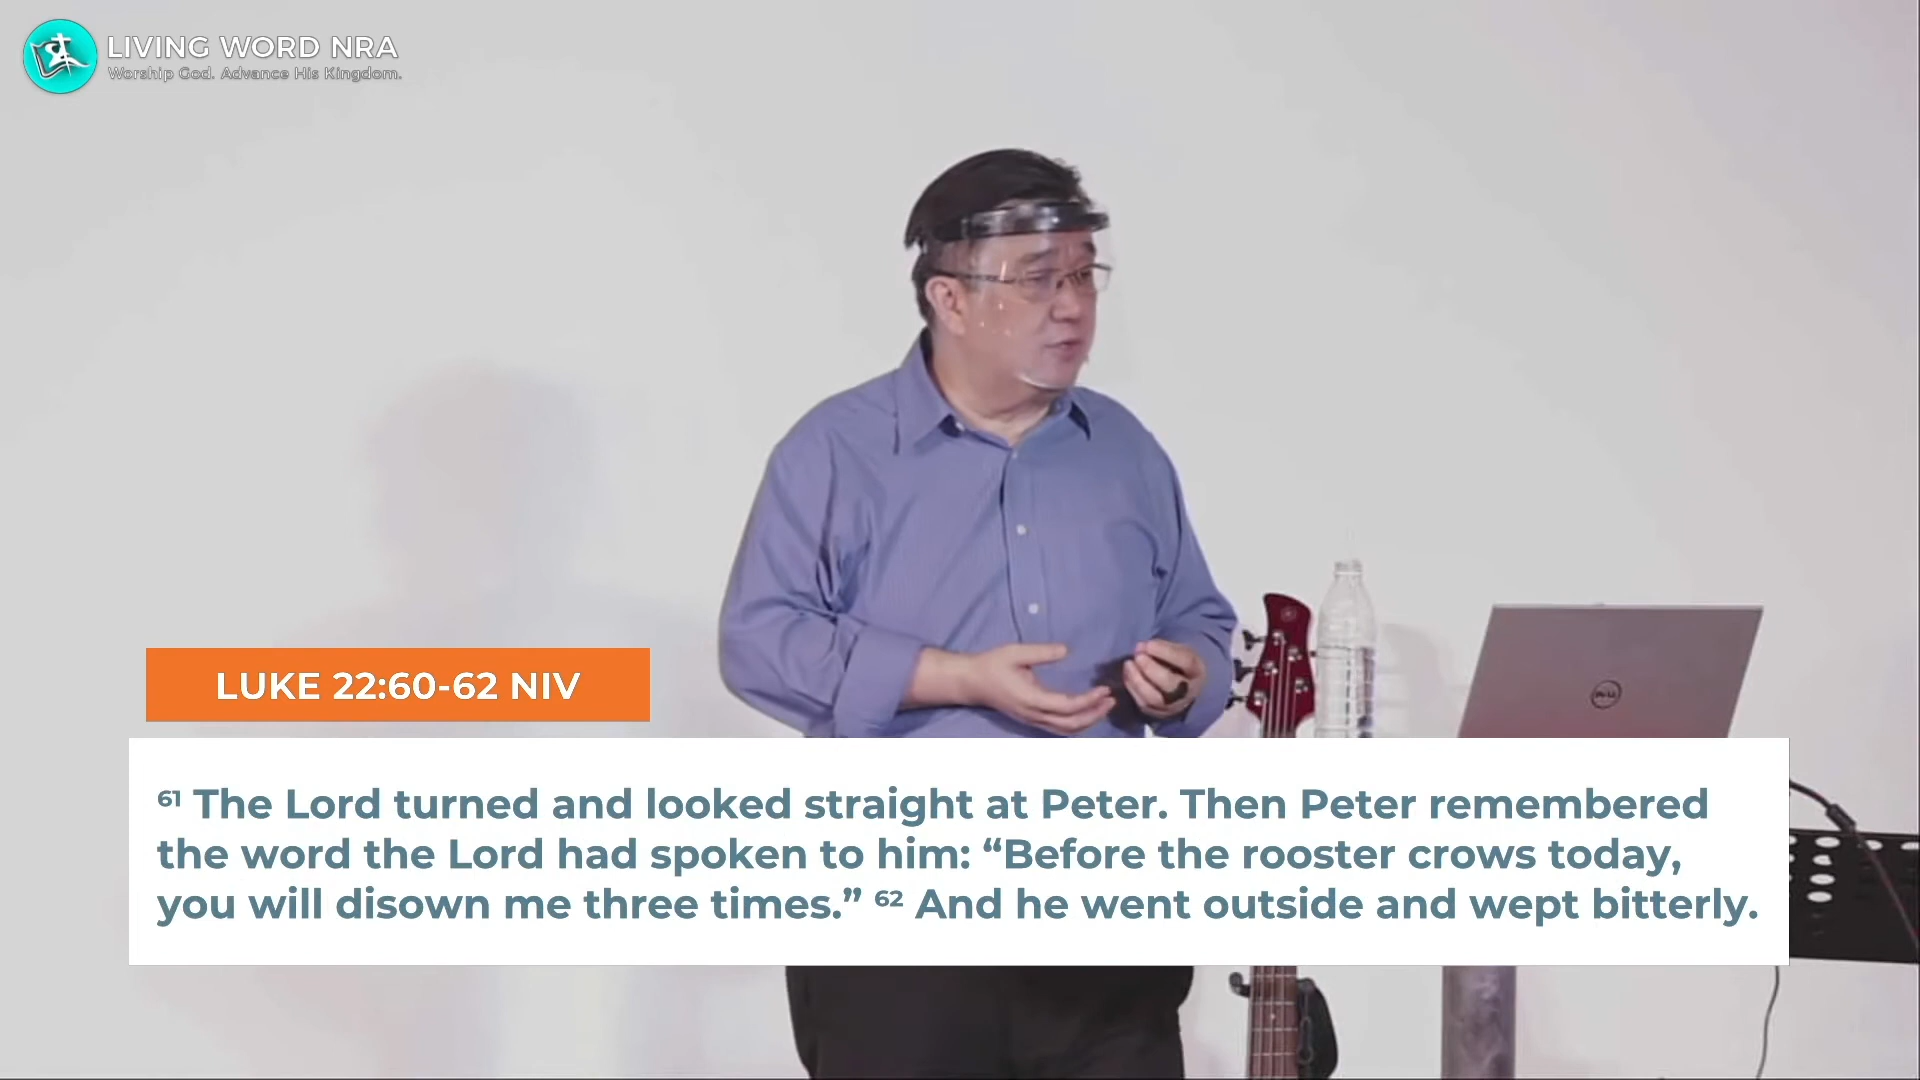 LIVING WORD NRA
Worship God. Advance His Kingdom.
LUKE 22:60-62 NIV
⁶¹ The Lord turned and looked straight at Peter. Then Peter remembered
the word the Lord had spoken to him: “Before the rooster crows today,
you will disown me three times.” ⁶² And he went outside and wept bitterly.
DELL